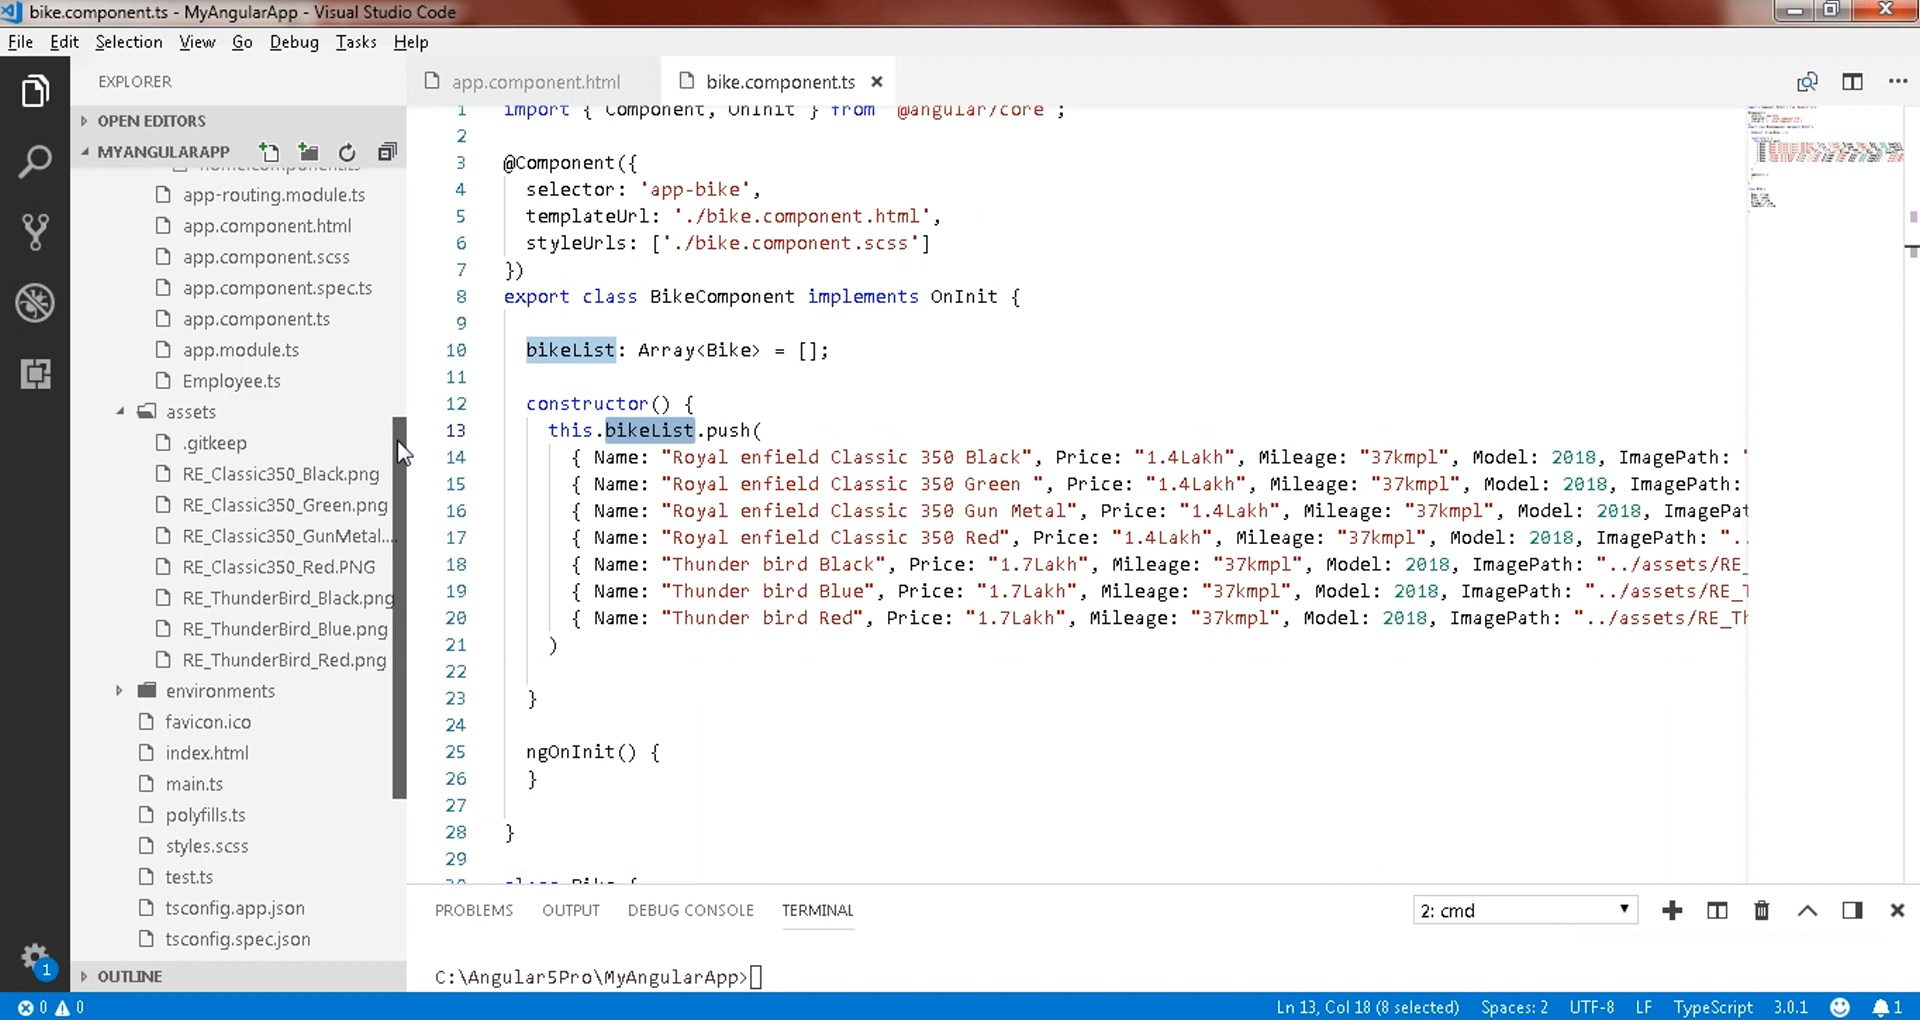 bike.component.ts - MyAngularApp - Visual Studio Code
File Edit Selection View Go Debug Tasks Help
EXPLORER
OPEN EDITORS
MYANGULARAPP
home.component.ts
app-routing.module.ts
app.component.html
app.component.scss
app.component.spec.ts
app.component.ts
app.module.ts
Employee.ts
assets
.gitkeep
RE_Classic350_Black.png
RE_Classic350_Green.png
RE_Classic350_GunMetal....
RE_Classic350_Red.PNG
RE_ThunderBird_Black.png
RE_ThunderBird_Blue.png
RE_ThunderBird_Red.png
environments
favicon.ico
index.html
main.ts
polyfills.ts
styles.scss
test.ts
tsconfig.app.json
tsconfig.spec.json
OUTLINE
app.component.html bike.component.ts
1 import { Component, OnInit } from '@angular/core';
2
3 @Component({
4 selector: 'app-bike',
5 templateUrl: './bike.component.html',
6 styleUrls: ['./bike.component.scss']
7 })
8 export class BikeComponent implements OnInit {
9
10 bikeList: Array<Bike> = [];
11
12 constructor() {
13 this.bikeList.push(
14 { Name: "Royal enfield Classic 350 Black", Price: "1.4Lakh", Mileage: "37kmpl", Model: 2018, ImagePath: "
15 { Name: "Royal enfield Classic 350 Green ", Price: "1.4Lakh", Mileage: "37kmpl", Model: 2018, ImagePath:
16 { Name: "Royal enfield Classic 350 Gun Metal", Price: "1.4Lakh", Mileage: "37kmpl", Model: 2018, ImagePat
17 { Name: "Royal enfield Classic 350 Red", Price: "1.4Lakh", Mileage: "37kmpl", Model: 2018, ImagePath: "..
18 { Name: "Thunder bird Black", Price: "1.7Lakh", Mileage: "37kmpl", Model: 2018, ImagePath: "../assets/RE_
19 { Name: "Thunder bird Blue", Price: "1.7Lakh", Mileage: "37kmpl", Model: 2018, ImagePath: "../assets/RE_T
20 { Name: "Thunder bird Red", Price: "1.7Lakh", Mileage: "37kmpl", Model: 2018, ImagePath: "../assets/RE_Th
21 )
22
23 }
24
25 ngOnInit() {
26 }
27
28 }
29
30 class Bike {
PROBLEMS OUTPUT DEBUG CONSOLE TERMINAL 2: cmd
C:\Angular5Pro\MyAngularApp>
1
0 0 Ln 13, Col 18 (8 selected) Spaces: 2 UTF-8 LF TypeScript 3.0.1 1